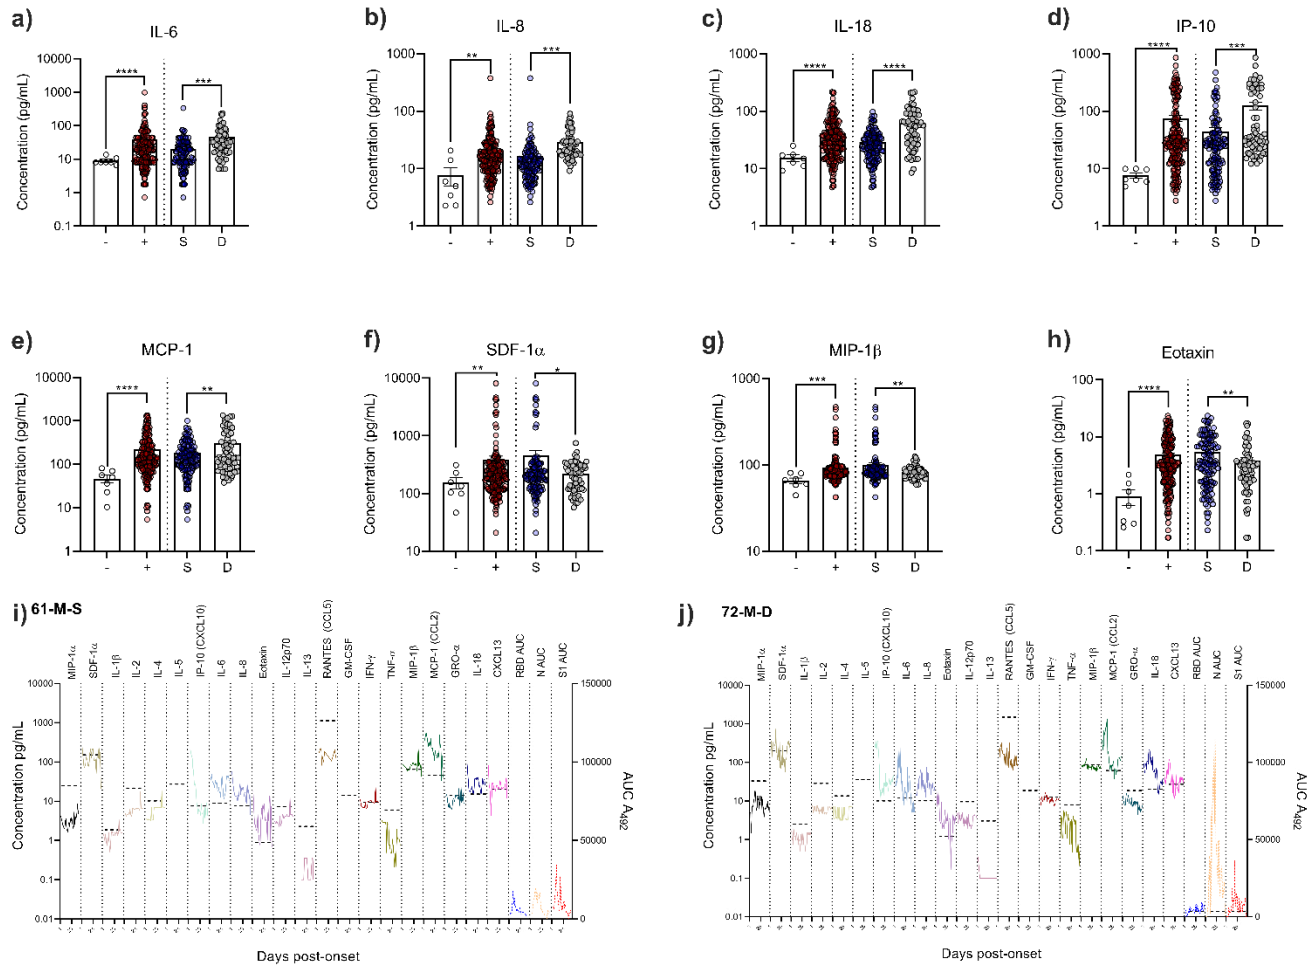 a)
IL-6
Concentration (pg/mL)
10000
1000
100
10
1
0.1
****
***
- + S D
b)
IL-8
Concentration (pg/mL)
1000
100
10
1
**
***
- + S D
c)
IL-18
Concentration (pg/mL)
1000
100
10
1
****
****
- + S D
d)
IP-10
Concentration (pg/mL)
1000
100
10
1
****
***
- + S D
e)
MCP-1
Concentration (pg/mL)
10000
1000
100
10
1
****
**
- + S D
f)
SDF-1α
Concentration (pg/mL)
10000
1000
100
10
**
*
- + S D
g)
MIP-1β
Concentration (pg/mL)
1000
100
10
***
**
- + S D
h)
Eotaxin
Concentration (pg/mL)
100
10
1
0.1
****
**
- + S D
i) 61-M-S
MIP-1α
SDF-1α
IL-1β
IL-2
IL-4
IL-5
IP-10 (CXCL10)
IL-6
IL-8
Eotaxin
IL-12p70
IL-13
RANTES (CCL5)
GM-CSF
IFN-γ
TNF-α
MIP-1β
MCP-1 (CCL2)
GRO-α
IL-18
CXCL13
RBD AUC
N AUC
S1 AUC
Concentration pg/mL
10000
1000
100
10
1
0.1
0.01
150000
100000
50000
0
AUC A492
Days post-onset
j) 72-M-D
MIP-1α
SDF-1α
IL-1β
IL-2
IL-4
IL-5
IP-10 (CXCL10)
IL-6
IL-8
Eotaxin
IL-12p70
IL-13
RANTES (CCL5)
GM-CSF
IFN-γ
TNF-α
MIP-1β
MCP-1 (CCL2)
GRO-α
IL-18
CXCL13
RBD AUC
N AUC
S1 AUC
Concentration pg/mL
10000
1000
100
10
1
0.1
0.01
150000
100000
50000
0
AUC A492
Days post-onset